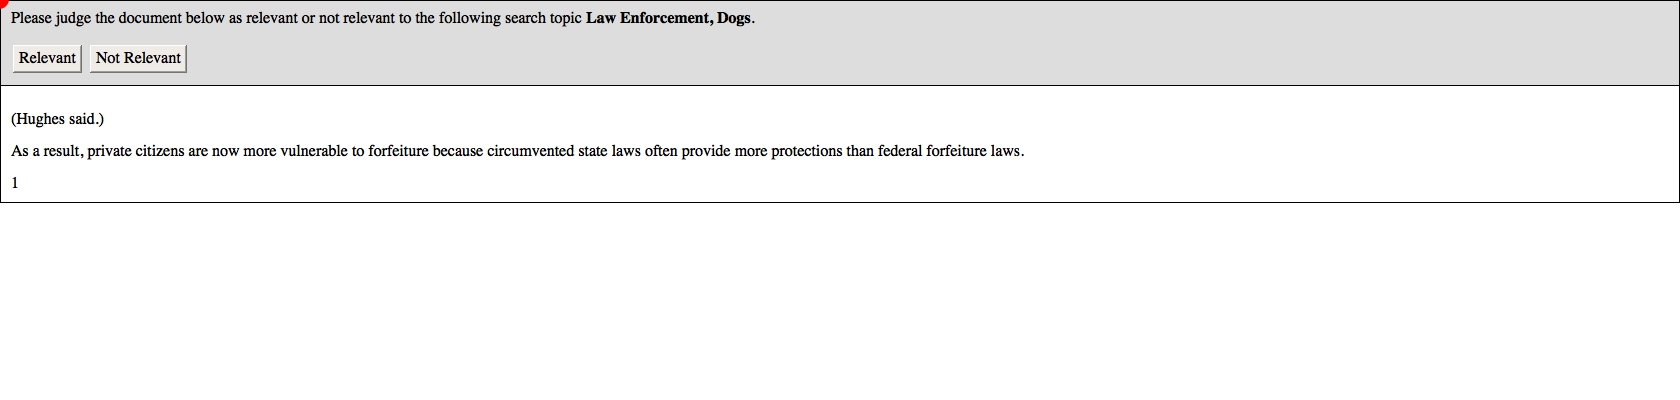 Please judge the document below as relevant or not relevant to the following search topic Law Enforcement, Dogs.
Relevant Not Relevant
(Hughes said.)
As a result, private citizens are now more vulnerable to forfeiture because circumvented state laws often provide more protections than federal forfeiture laws.
1